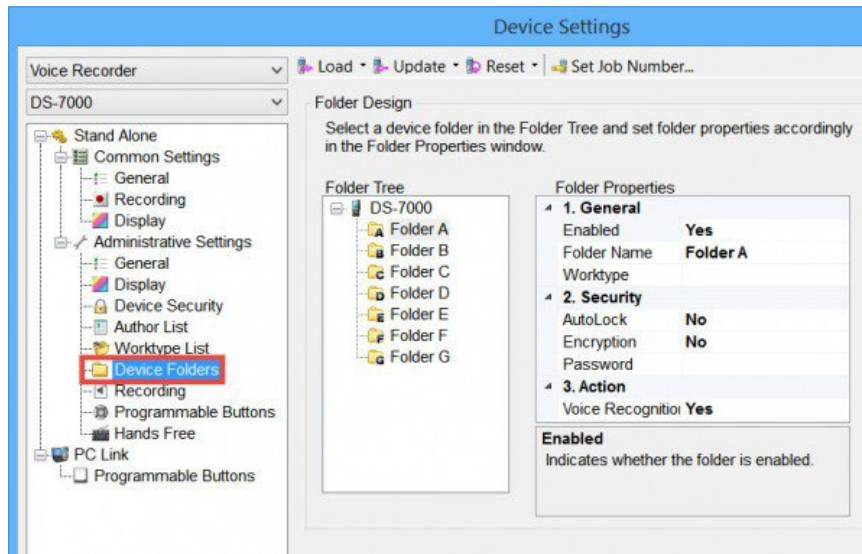 Device Settings
Voice Recorder
Load Update Reset Set Job Number...
DS-7000
Stand Alone
Common Settings
General
Recording
Display
Administrative Settings
General
Display
Device Security
Author List
Worktype List
Device Folders
Recording
Programmable Buttons
Hands Free
PC Link
Programmable Buttons
Folder Design
Select a device folder in the Folder Tree and set folder properties accordingly
in the Folder Properties window.
Folder Tree
DS-7000
A Folder A
B Folder B
C Folder C
D Folder D
E Folder E
F Folder F
G Folder G
Folder Properties
1. General
Enabled Yes
Folder Name Folder A
Worktype
2. Security
AutoLock No
Encryption No
Password
3. Action
Voice Recognitio Yes
Enabled
Indicates whether the folder is enabled.